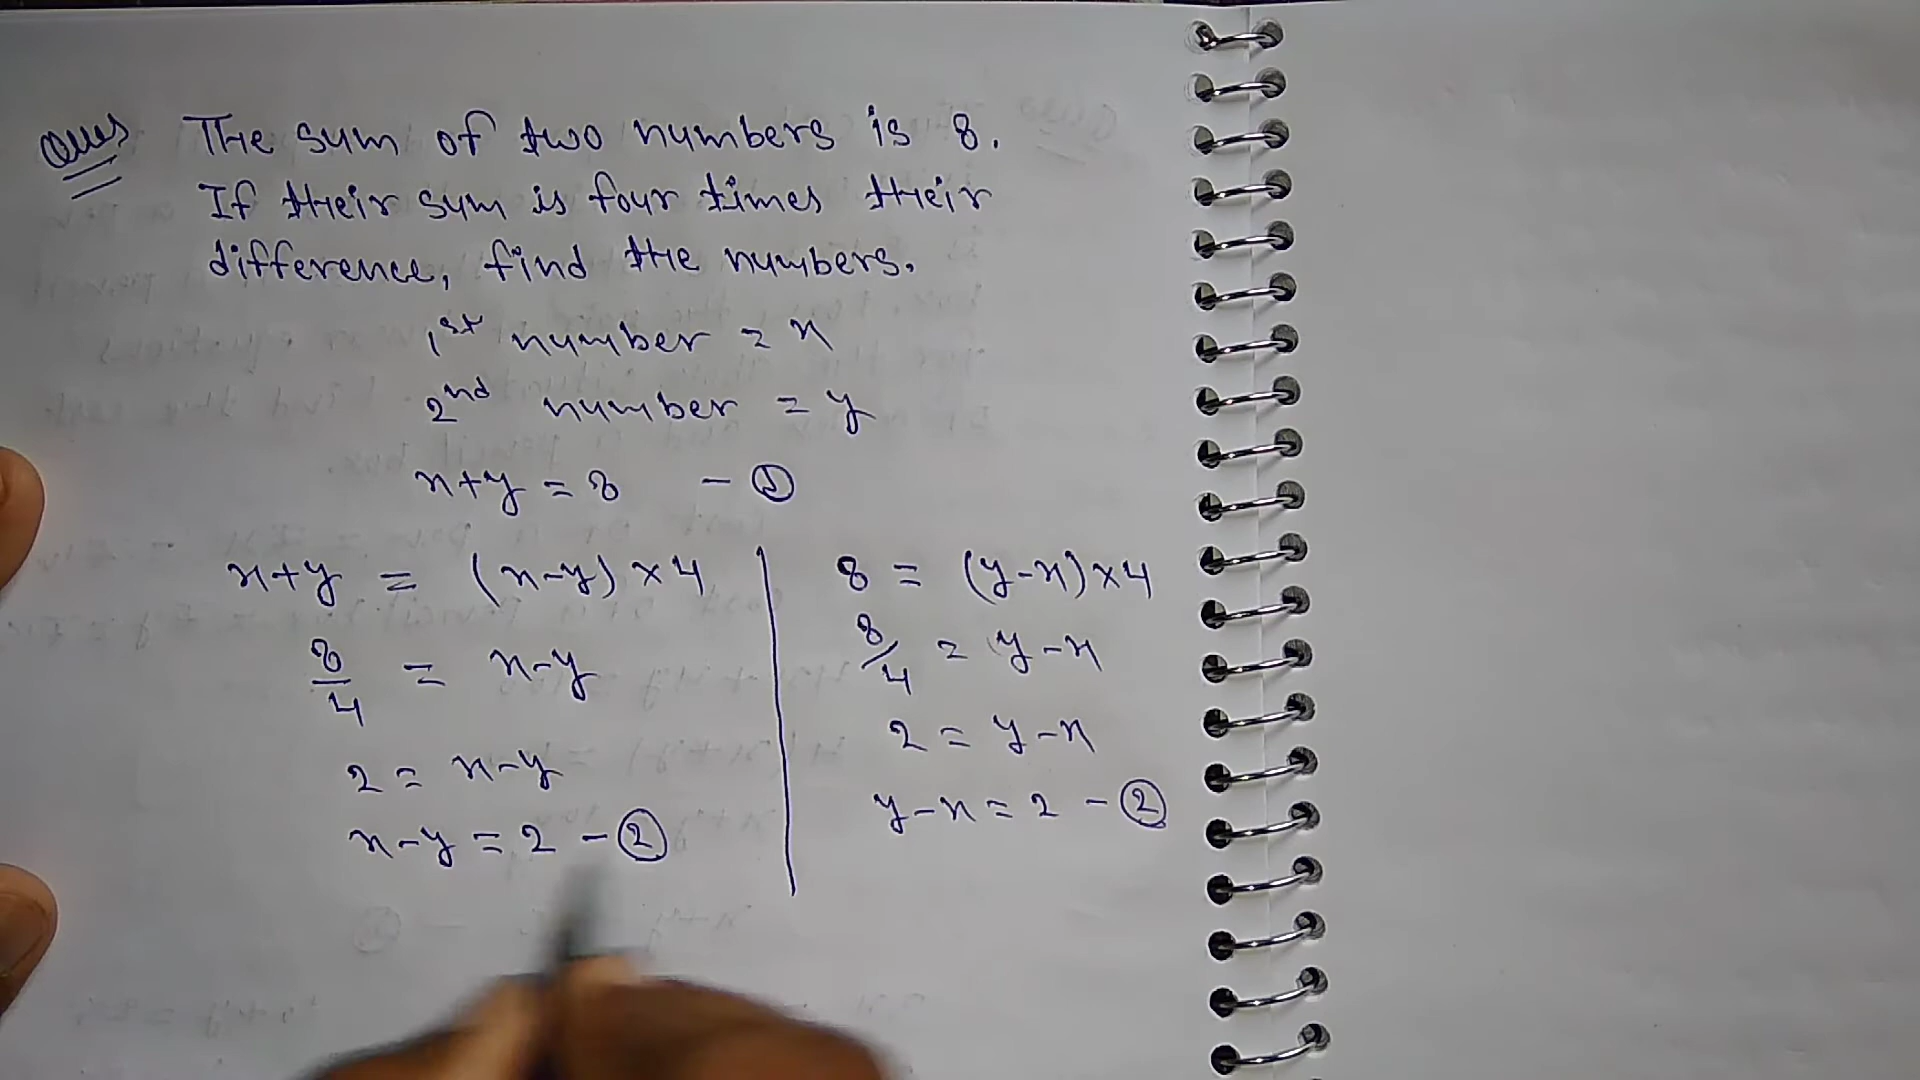 Ques The sum of two numbers is 8.
If their sum is four times their
difference, find the numbers.
1st number = x
2nd number = y
x+y = 8 - ①
x+y = (x-y) × 4
8/4 = x-y
2 = x-y
x-y = 2 - ②
8 = (y-x) × 4
8/4 = y-x
2 = y-x
y-x = 2 - ②